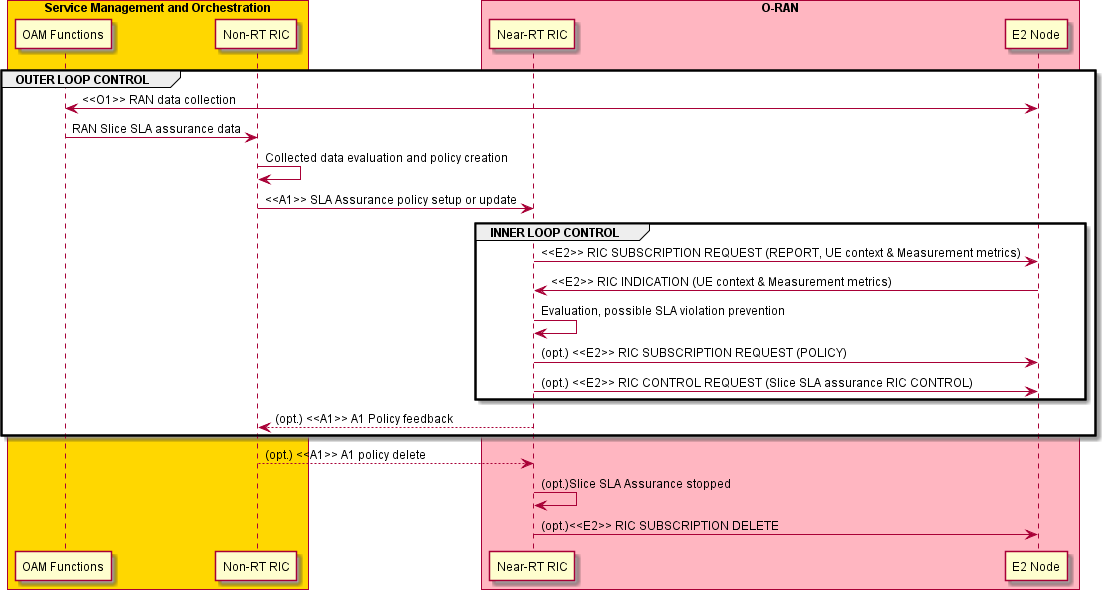 Service Management and Orchestration
O-RAN
OAM Functions
Non-RT RIC
Near-RT RIC
E2 Node
OUTER LOOP CONTROL
<<O1>> RAN data collection
RAN Slice SLA assurance data
Collected data evaluation and policy creation
<<A1>> SLA Assurance policy setup or update
INNER LOOP CONTROL
<<E2>> RIC SUBSCRIPTION REQUEST (REPORT, UE context & Measurement metrics)
<<E2>> RIC INDICATION (UE context & Measurement metrics)
Evaluation, possible SLA violation prevention
(opt.) <<E2>> RIC SUBSCRIPTION REQUEST (POLICY)
(opt.) <<E2>> RIC CONTROL REQUEST (Slice SLA assurance RIC CONTROL)
(opt.) <<A1>> A1 Policy feedback
(opt.) <<A1>> A1 policy delete
(opt.)Slice SLA Assurance stopped
(opt.)<<E2>> RIC SUBSCRIPTION DELETE
OAM Functions
Non-RT RIC
Near-RT RIC
E2 Node